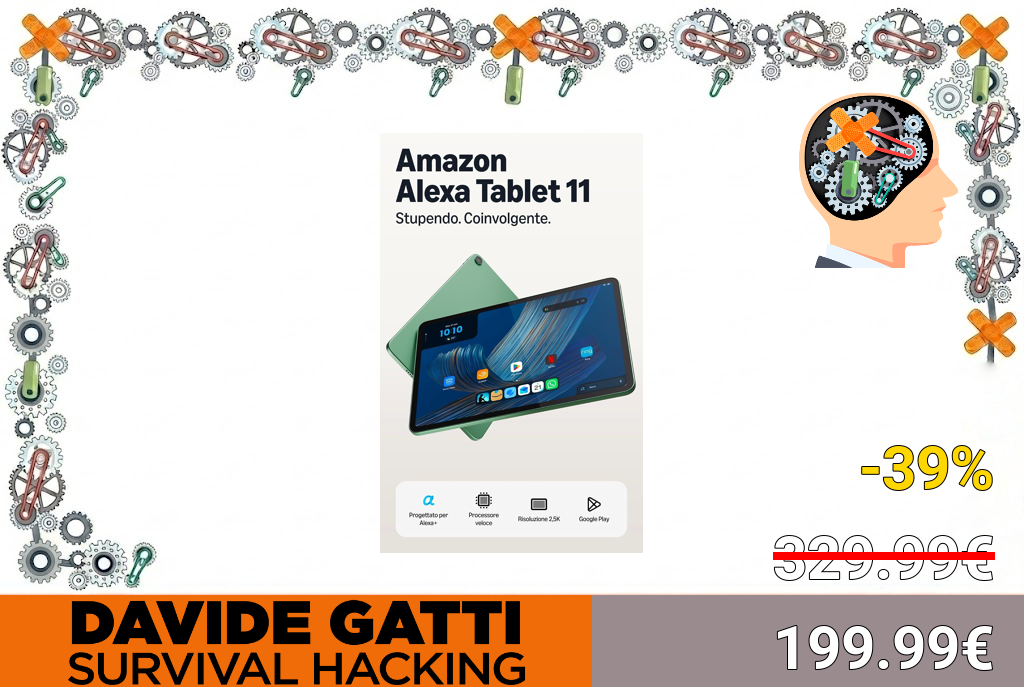 Amazon
Alexa Tablet 11
Stupendo. Coinvolgente.
10 10
21
Progettato per
Alexa+
Processore
veloce
Risoluzione 2,5K
Google Play
-39%
329.99€
DAVIDE GATTI
SURVIVAL HACKING
199.99€